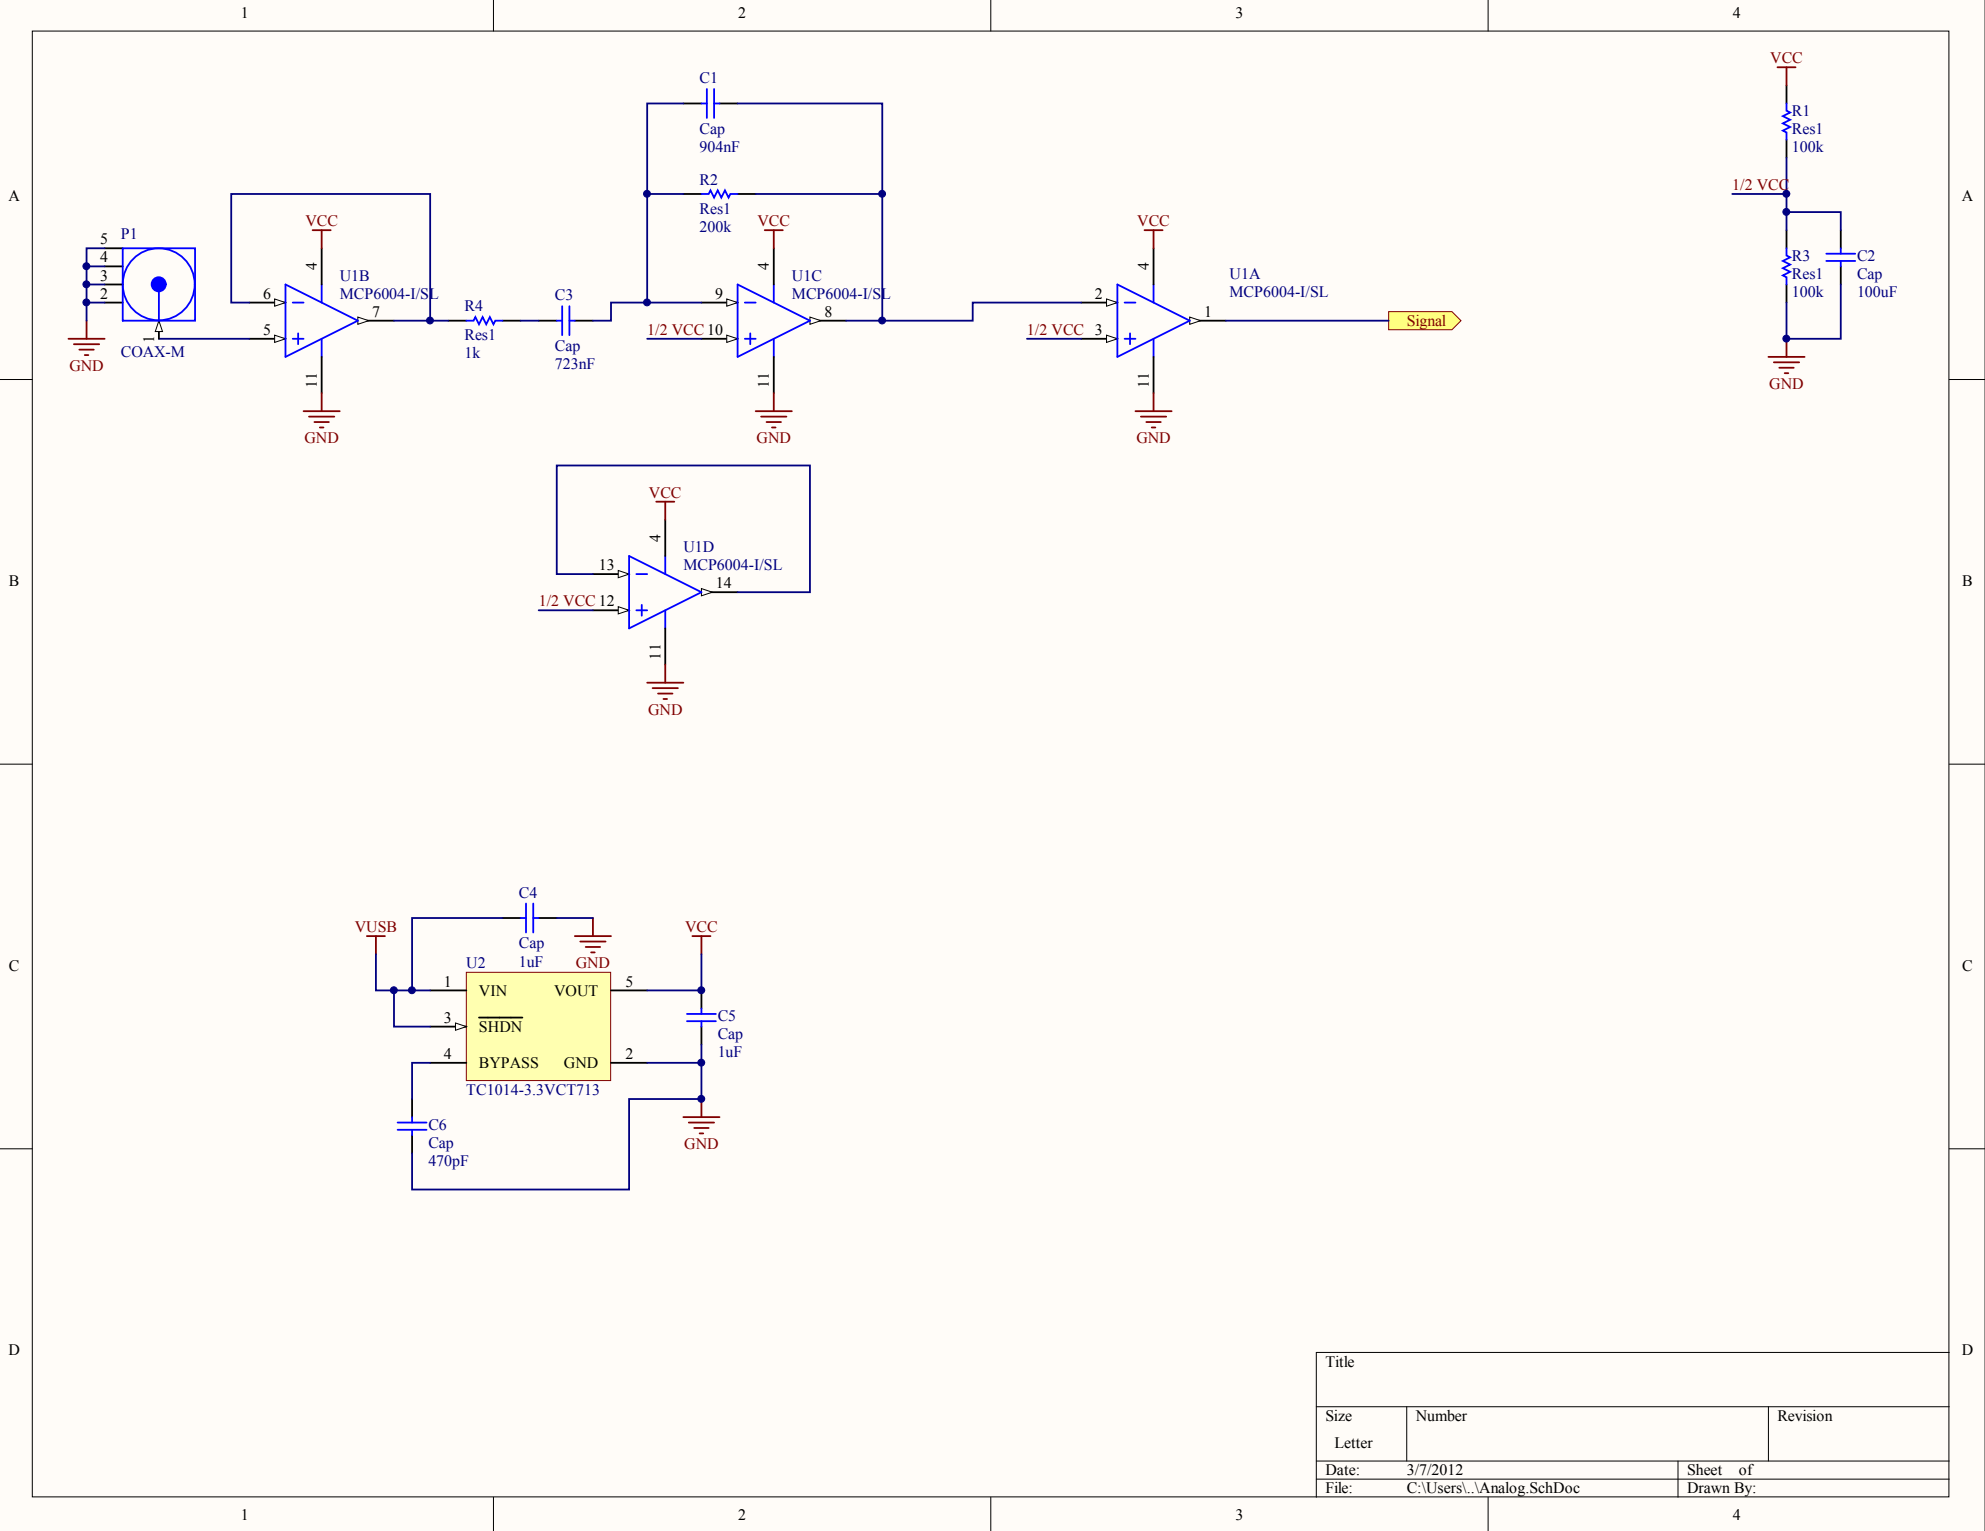 1
2
3
4
A
A
B
B
C
C
D
D
1
2
3
4
P1
5
4
3
2
1
COAX-M
GND
VCC
4
U1B
MCP6004-I/SL
6
5
7
11
GND
R4
Res1
1k
C3
Cap
723nF
C1
Cap
904nF
R2
Res1
200k
VCC
4
U1C
MCP6004-I/SL
9
1/2 VCC 10
8
11
GND
VCC
4
U1A
MCP6004-I/SL
2
1/2 VCC 3
1
Signal
11
GND
VCC
R1
Res1
100k
1/2 VCC
R3
Res1
100k
C2
Cap
100uF
GND
VCC
4
U1D
MCP6004-I/SL
13
1/2 VCC 12
14
11
GND
C4
Cap
1uF
GND
VUSB
VCC
U2
1
VIN
VOUT
5
3
SHDN
4
BYPASS
GND
2
TC1014-3.3VCT713
C5
Cap
1uF
GND
C6
Cap
470pF
Title
Size
Number
Revision
Letter
Date:
3/7/2012
Sheet of
File:
C:\Users\..\Analog.SchDoc
Drawn By: